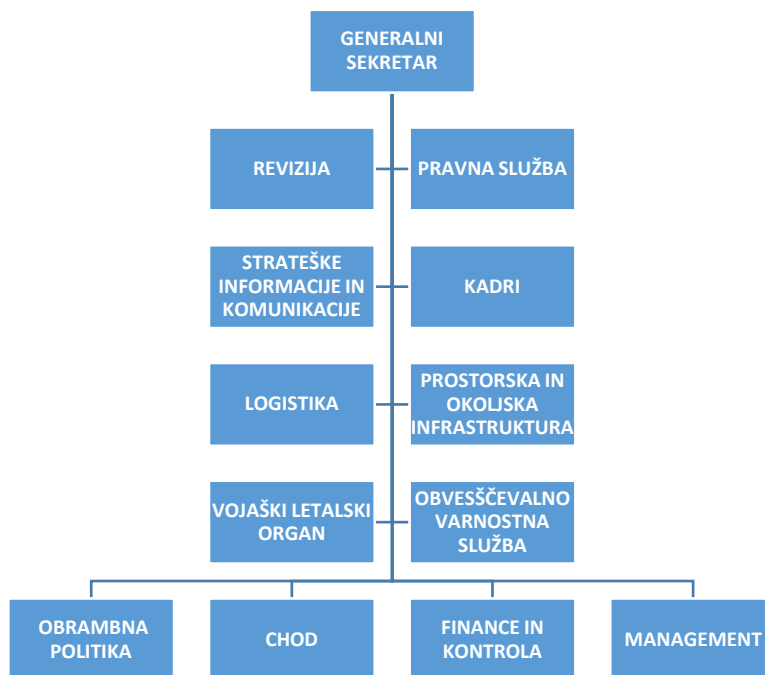 GENERALNI
SEKRETAR
REVIZIJA
PRAVNA SLUŽBA
STRATEŠKE
INFORMACIJE IN
KOMUNIKACIJE
KADRI
LOGISTIKA
PROSTORSKA IN
OKOLJSKA
INFRASTRUKTURA
VOJAŠKI LETALSKI
ORGAN
OBVESŠČEVALNO
VARNOSTNA
SLUŽBA
OBRAMBNA
POLITIKA
CHOD
FINANCE IN
KONTROLA
MANAGEMENT